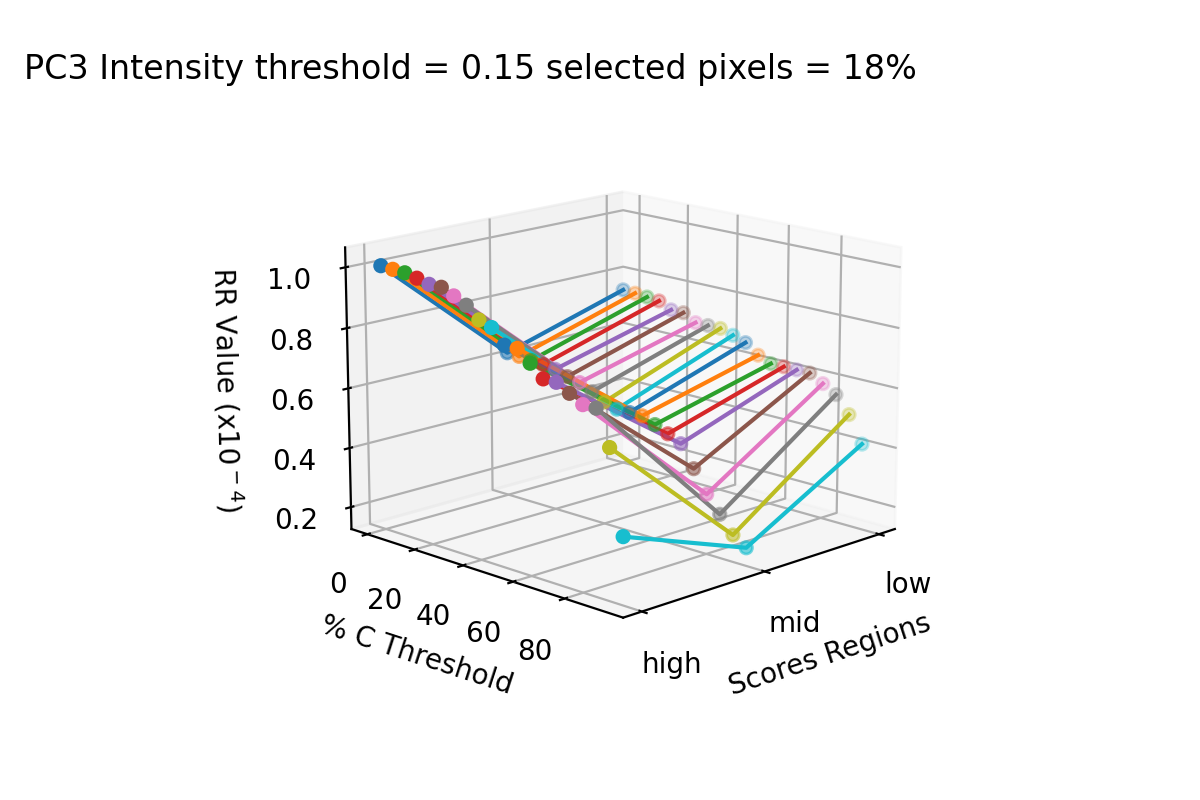 PC3 Intensity threshold = 0.15 selected pixels = 18%
RR Value (x10⁻⁴)
1.0
0.8
0.6
0.4
0.2
0
20
40
60
80
% C Threshold
high
mid
low
Scores Regions